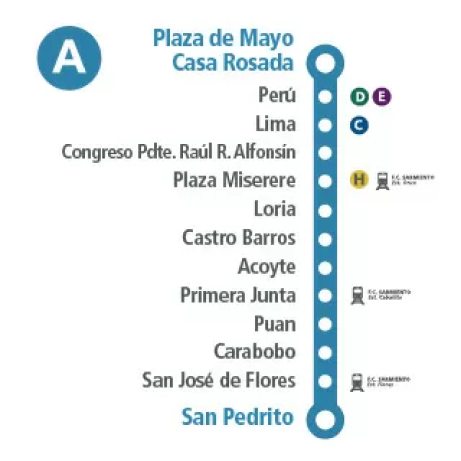 A
Plaza de Mayo
Casa Rosada
Perú
D E
Lima
C
Congreso Pdte. Raúl R. Alfonsín
Plaza Miserere
H
F.C. SARMIENTO
Est. Once
Loria
Castro Barros
Acoyte
Primera Junta
F.C. SARMIENTO
Est. Caballito
Puan
Carabobo
San José de Flores
F.C. SARMIENTO
Est. Flores
San Pedrito